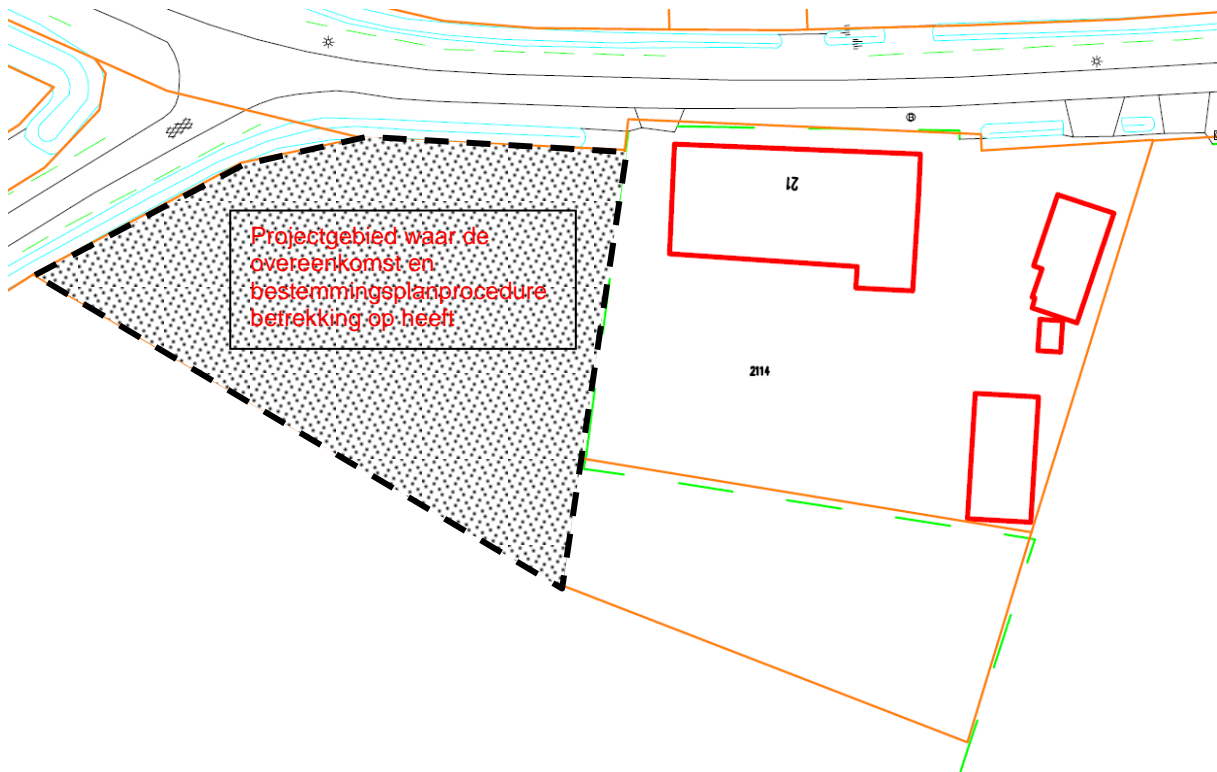 21
Projectgebied waar de
overeenkomst en
bestemmingsplanprocedure
betrekking op heeft
2114